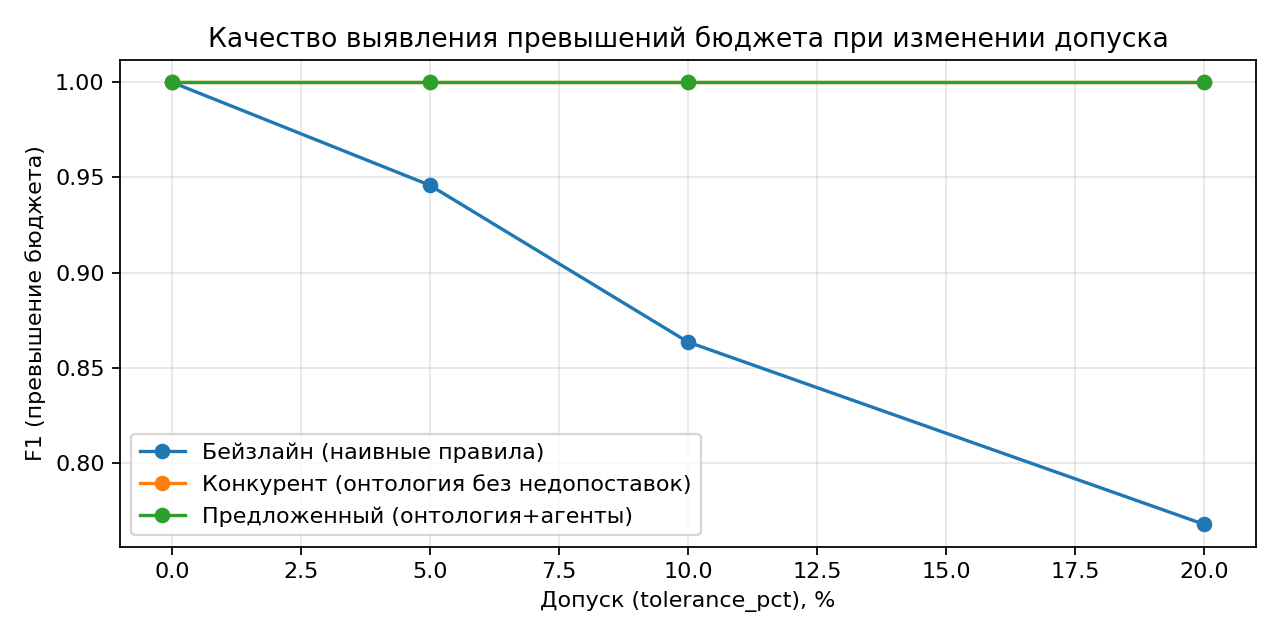 Качество выявления превышений бюджета при изменении допуска
F1 (превышение бюджета)
1.00
0.95
0.90
0.85
0.80
Бейзлайн (наивные правила)
Конкурент (онтология без недопоставок)
Предложенный (онтология+агенты)
0.0 2.5 5.0 7.5 10.0 12.5 15.0 17.5 20.0
Допуск (tolerance_pct), %